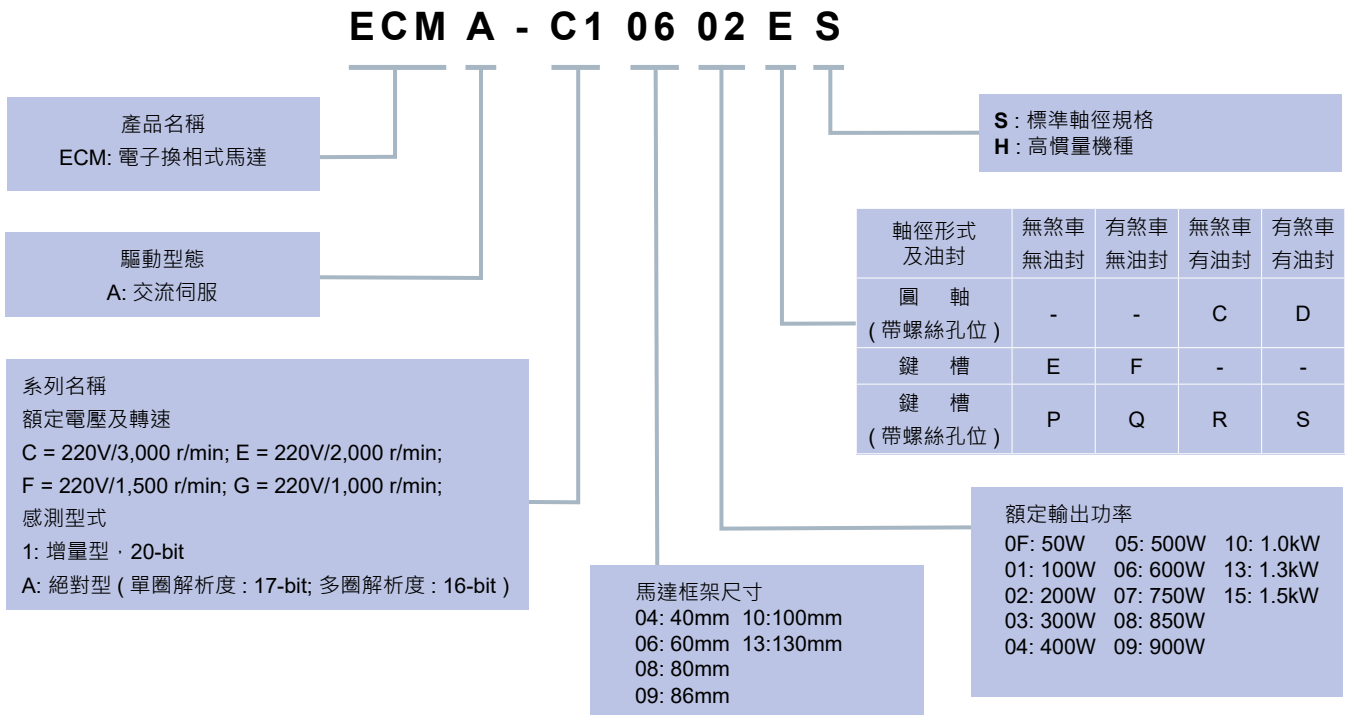 ECMA-C10602ES
產品名稱
ECM: 電子換相式馬達
驅動型態
A: 交流伺服
系列名稱
額定電壓及轉速
C = 220V/3,000 r/min; E = 220V/2,000 r/min;
F = 220V/1,500 r/min; G = 220V/1,000 r/min;
感測型式
1: 增量型，20-bit
A: 絕對型 ( 單圈解析度 : 17-bit; 多圈解析度 : 16-bit )
馬達框架尺寸
04: 40mm 10:100mm
06: 60mm 13:130mm
08: 80mm
09: 86mm
額定輸出功率
0F: 50W 05: 500W 10: 1.0kW
01: 100W 06: 600W 13: 1.3kW
02: 200W 07: 750W 15: 1.5kW
03: 300W 08: 850W
04: 400W 09: 900W
軸徑形式 無煞車 有煞車 無煞車 有煞車
及油封 無油封 無油封 有油封 有油封
圓 軸
( 帶螺絲孔位 ) - - C D
鍵 槽 E F - -
鍵 槽
( 帶螺絲孔位 ) P Q R S
S : 標準軸徑規格
H : 高慣量機種